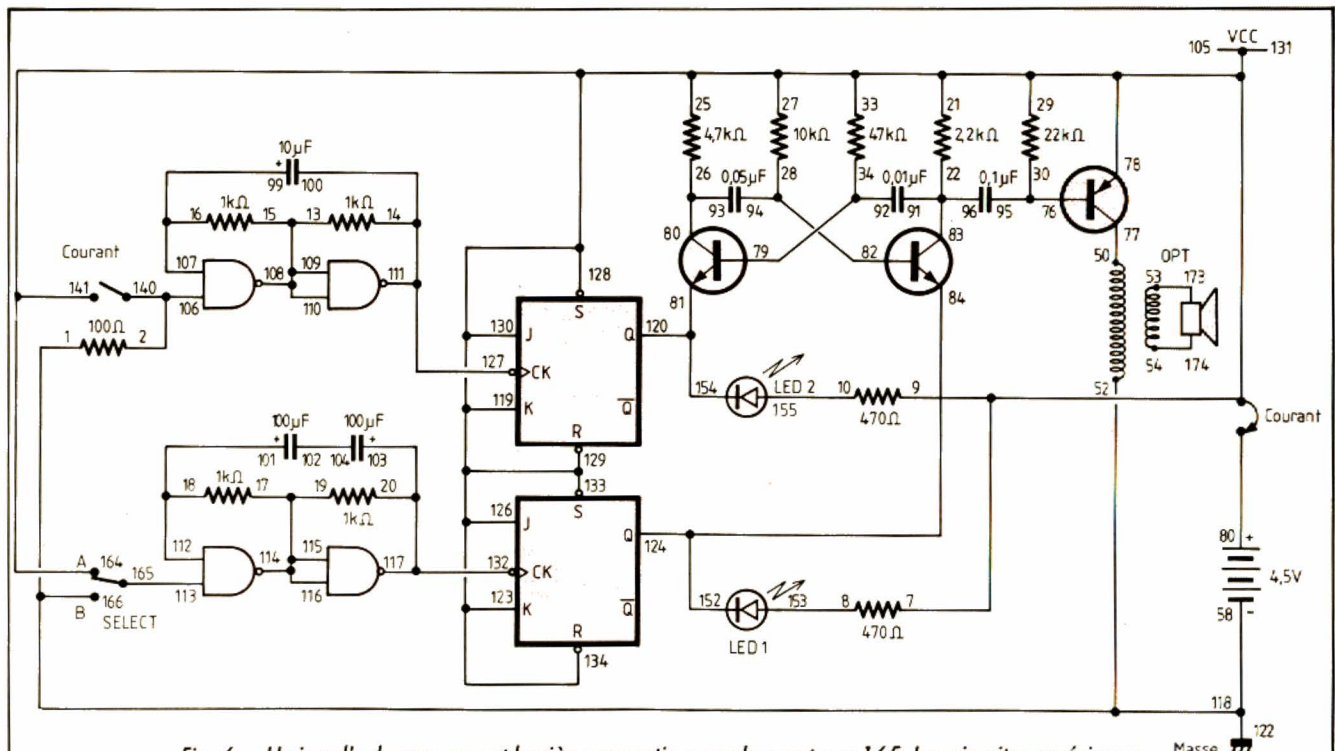 VCC
105 131
25 27 33 21 29
4,7kΩ 10kΩ 47kΩ 2,2kΩ 22kΩ
26 0,05µF 28 34 0,01µF 22 0,1µF 30 78
93 94 92 91 96 95 76
80 79 82 83 77
81 84
10µF
+
99 100
1kΩ 1kΩ
16 15 13 14
Courant
107 108 109 111
141 140 106 110
100Ω
1 2
50 OPT
53 173
54 174
52
128
S
130 J Q 120
127 CK
119 K Q
R
129
154 LED 2 10 9
155 470Ω
Courant
100µF 100µF
+ +
101 102 104 103
1kΩ
18 17 19 20
1kΩ
112 114 115 117
113 116
A 164 165
B 166
SELECT
133
S
126 J Q 124
132 CK
123 K Q
R
134
152 153 8 7
LED 1 470Ω
80 +
4,5V
58 -
118
122
Masse